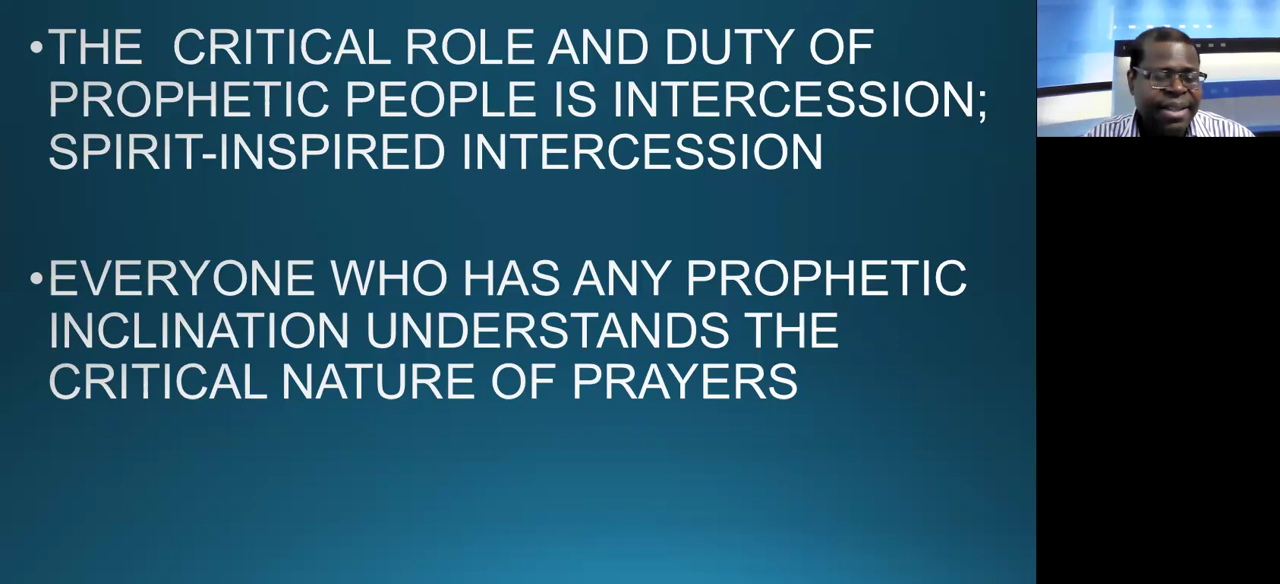 •THE  CRITICAL ROLE AND DUTY OF
PROPHETIC PEOPLE IS INTERCESSION;
SPIRIT-INSPIRED INTERCESSION
•EVERYONE WHO HAS ANY PROPHETIC
INCLINATION UNDERSTANDS THE
CRITICAL NATURE OF PRAYERS